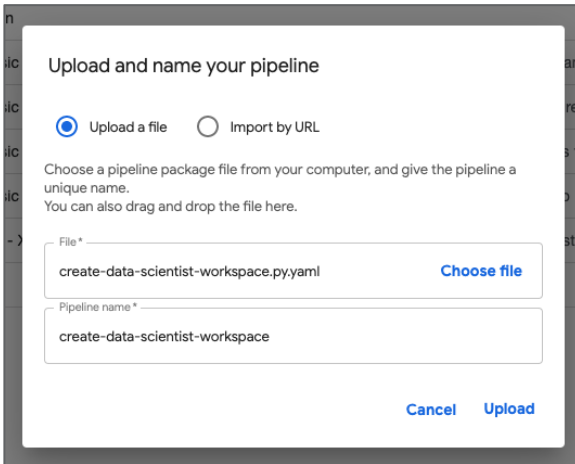 Upload and name your pipeline
Upload a file Import by URL
Choose a pipeline package file from your computer, and give the pipeline a
unique name.
You can also drag and drop the file here.
File*
create-data-scientist-workspace.py.yaml Choose file
Pipeline name*
create-data-scientist-workspace
Cancel Upload